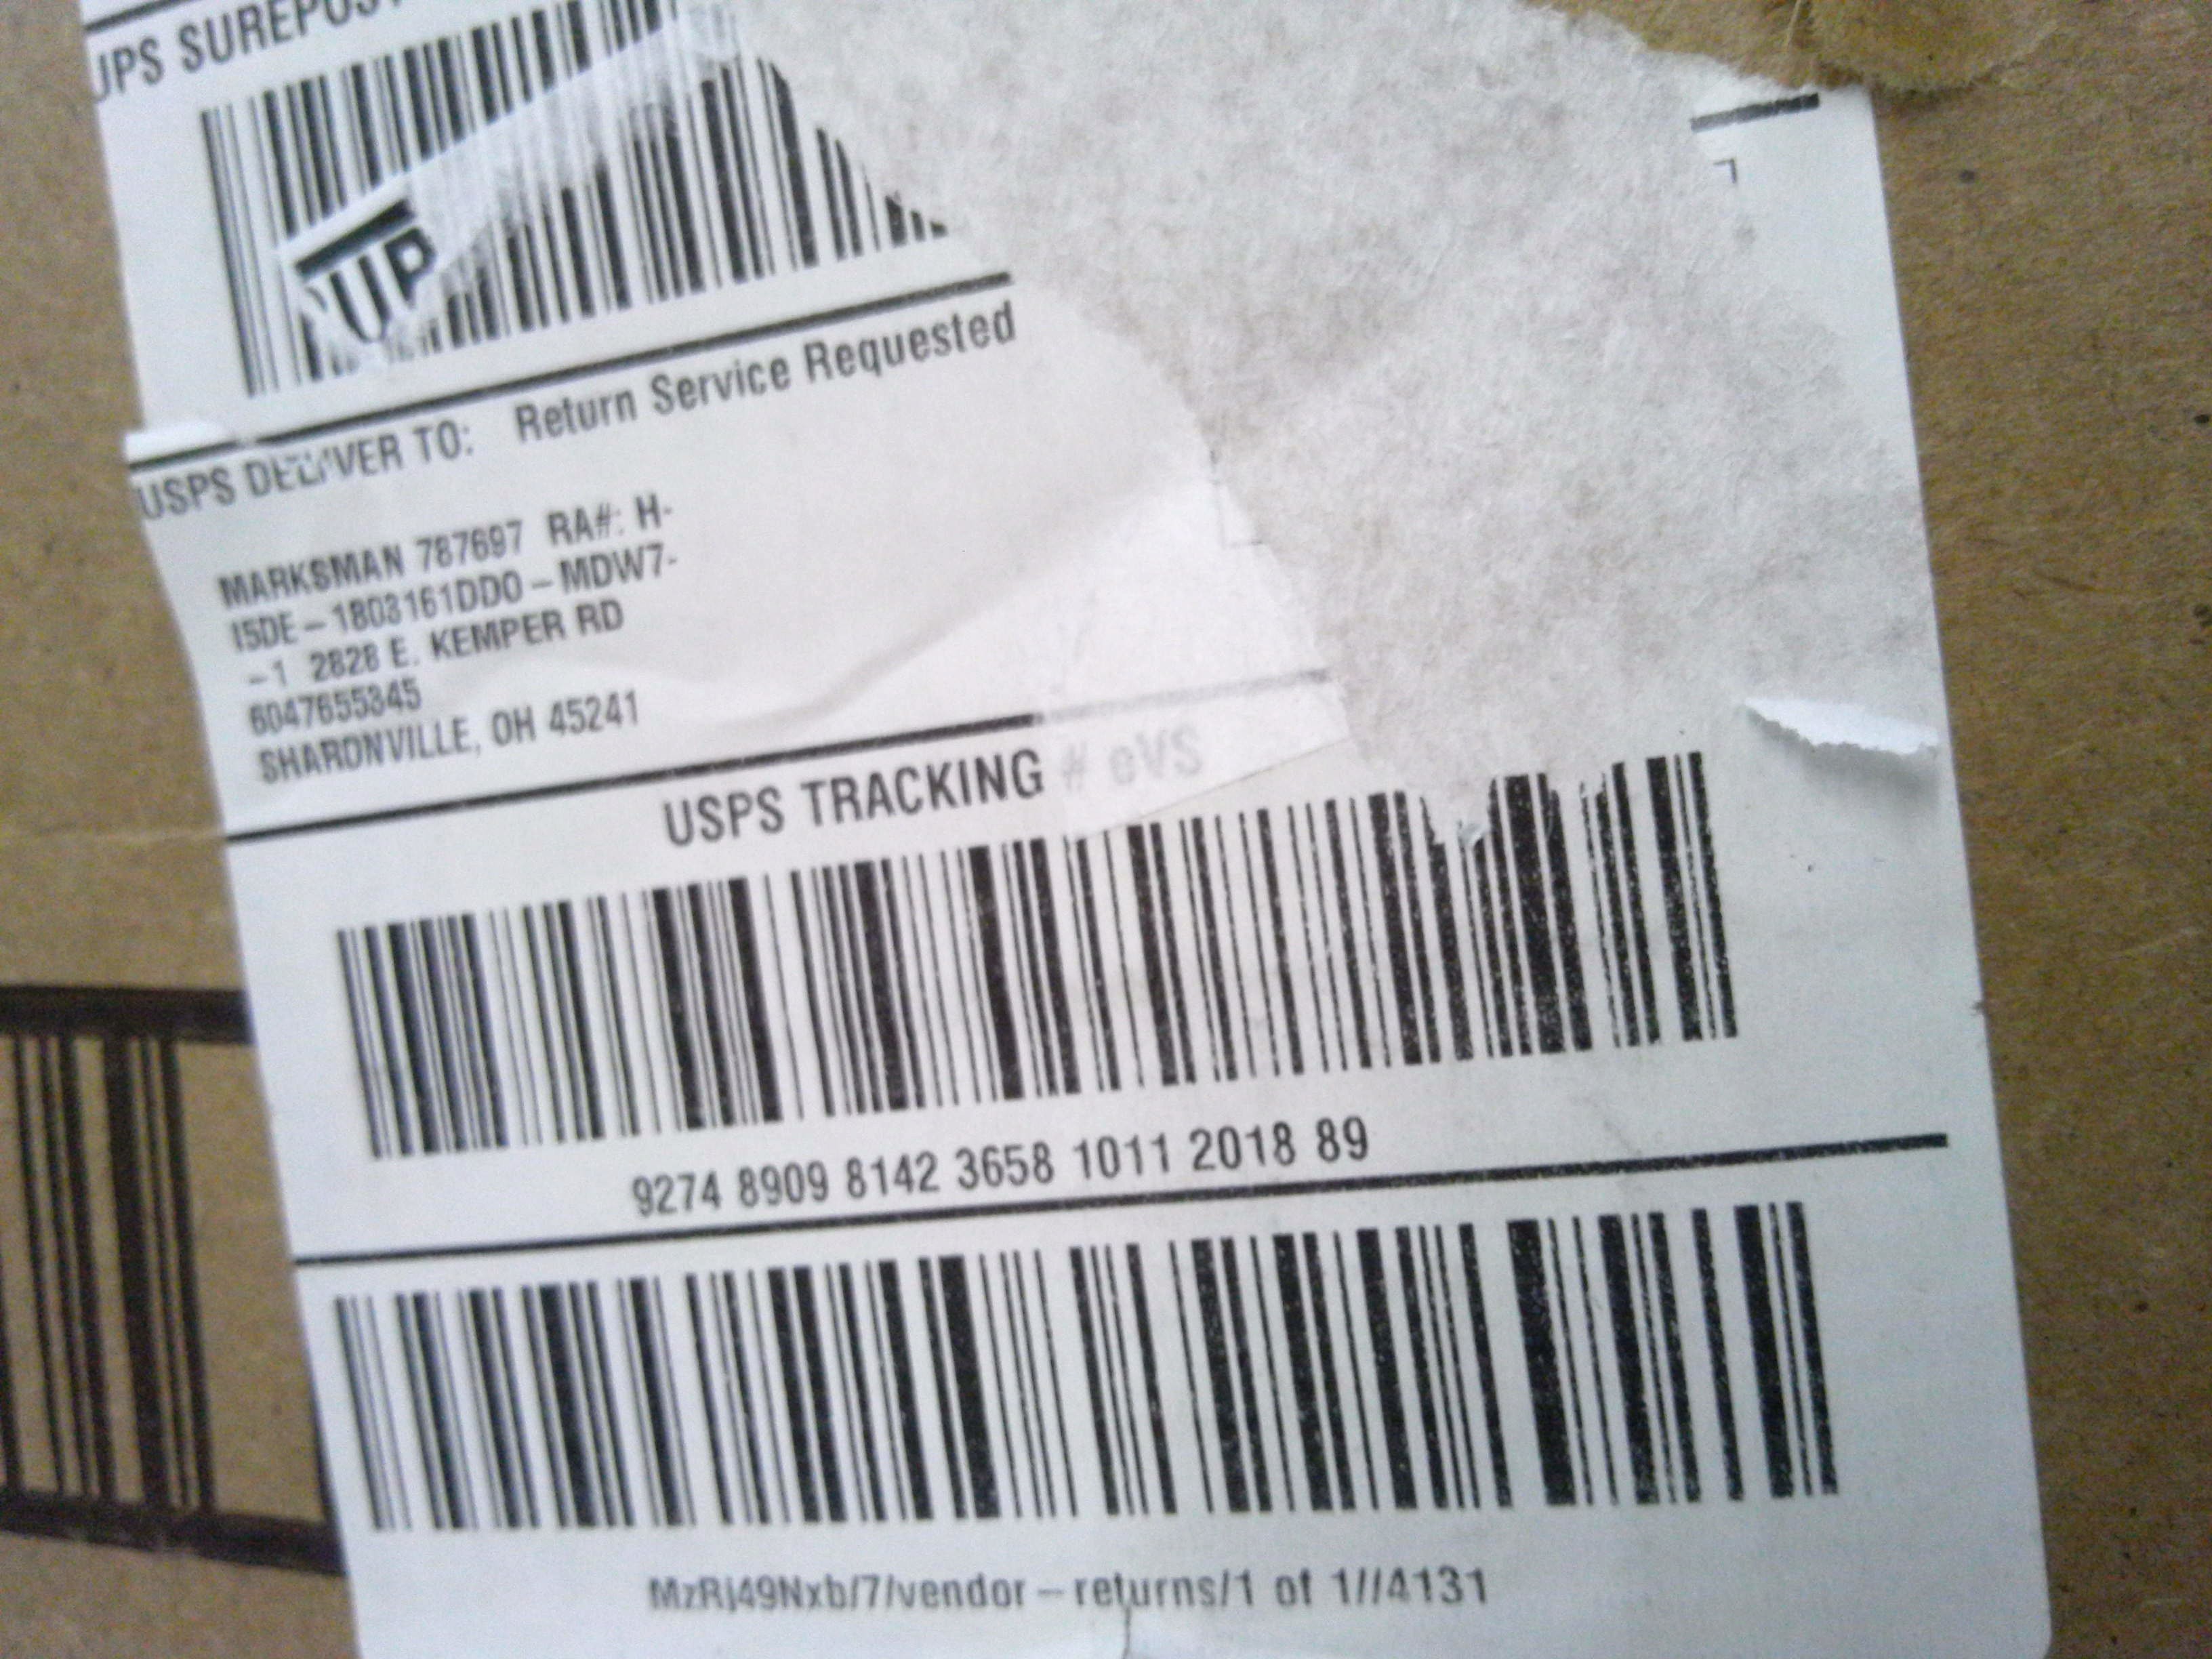 UPS SUREPOST
UP
USPS DELIVER TO: Return Service Requested
MARKSMAN 787697 RA#: H-
I5DE-1803161DD0-MDW7-
-1 2828 E. KEMPER RD
6047655345
SHARONVILLE, OH 45241
USPS TRACKING # eVS
9274 8909 8142 3658 1011 2018 89
MzRj49Nxb/7/vendor-returns/1 of 1//4131